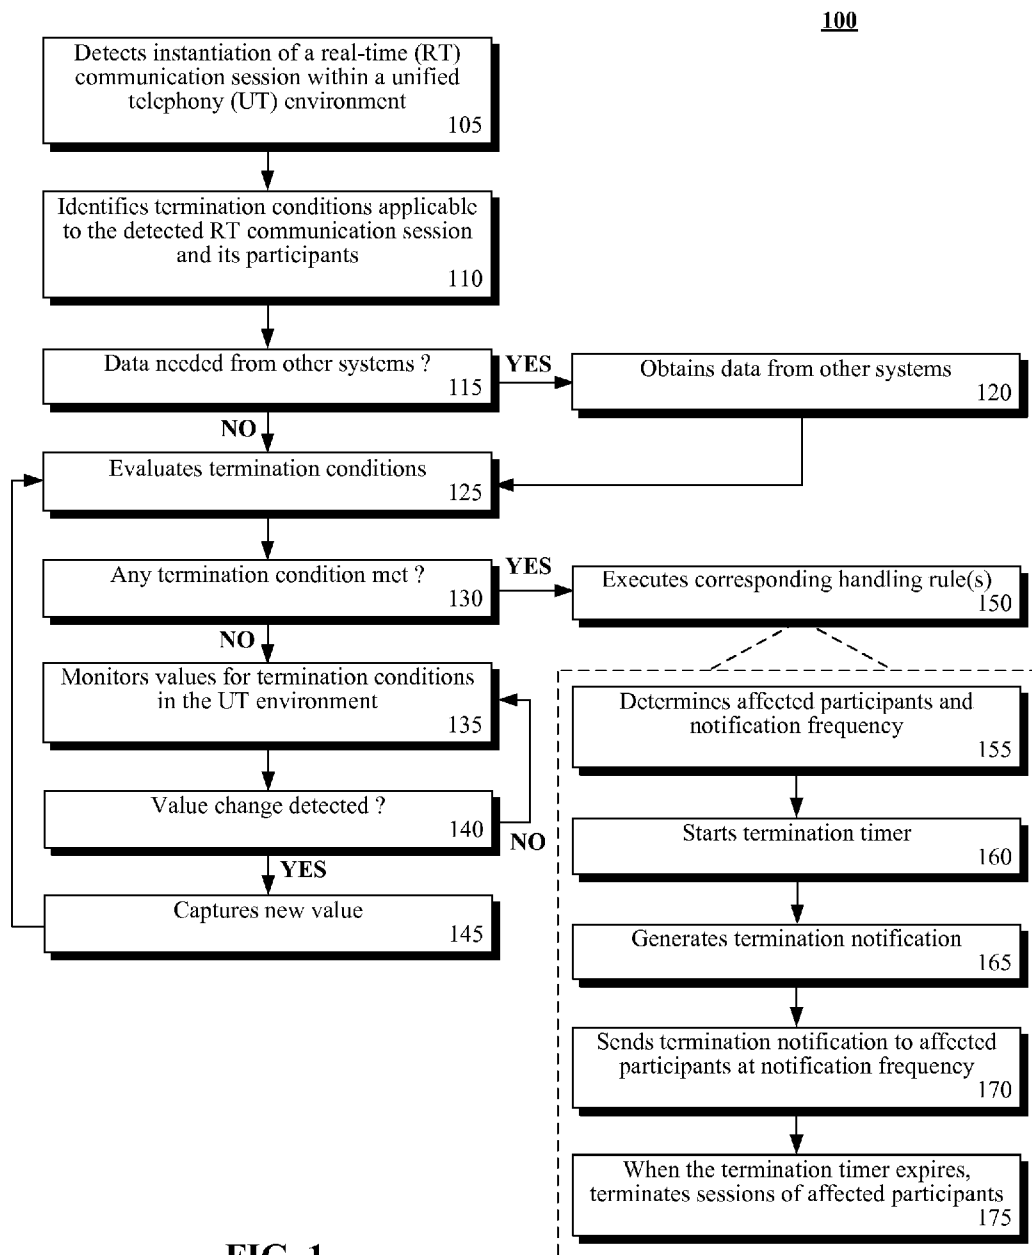 100
Detects instantiation of a real-time (RT)
communication session within a unified
telephony (UT) environment
105
Identifies termination conditions applicable
to the detected RT communication session
and its participants
110
Data needed from other systems ?
115
YES
Obtains data from other systems
120
NO
Evaluates termination conditions
125
Any termination condition met ?
130
YES
Executes corresponding handling rule(s)
150
NO
Monitors values for termination conditions
in the UT environment
135
Value change detected ?
140
NO
YES
Captures new value
145
Determines affected participants and
notification frequency
155
Starts termination timer
160
Generates termination notification
165
Sends termination notification to affected
participants at notification frequency
170
When the termination timer expires,
terminates sessions of affected participants
175
FIG. 1